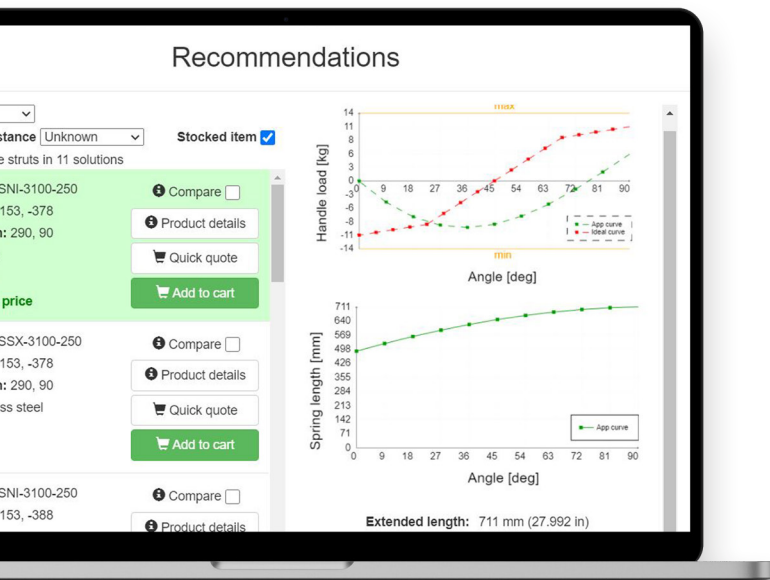 Recommendations
stance Unknown
Stocked item
e struts in 11 solutions
SNI-3100-250
Compare
153, -378
Product details
n: 290, 90
Quick quote
price
Add to cart
SSX-3100-250
Compare
153, -378
Product details
n: 290, 90
ss steel
Quick quote
Add to cart
SNI-3100-250
Compare
153, -388
Product details
max
14
11
8
6
3
0
-3
-6
-8
-11
-14
Handle load [kg]
0 9 18 27 36 45 54 63 72 81 90
App curve
Ideal curve
min
Angle [deg]
711
640
569
498
426
355
284
213
142
71
0
Spring length [mm]
App curve
0 9 18 27 36 45 54 63 72 81 90
Angle [deg]
Extended length: 711 mm (27.992 in)